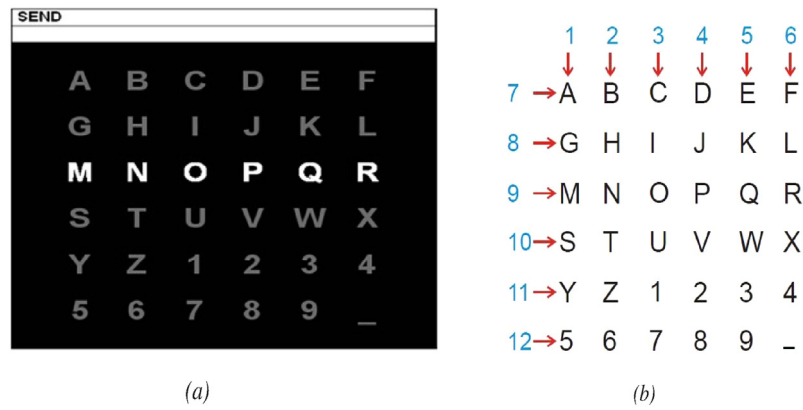 SEND
A B C D E F
G H I J K L
M N O P Q R
S T U V W X
Y Z 1 2 3 4
5 6 7 8 9 _
(a)
1 2 3 4 5 6
7 A B C D E F
8 G H I J K L
9 M N O P Q R
10 S T U V W X
11 Y Z 1 2 3 4
12 5 6 7 8 9 _
(b)